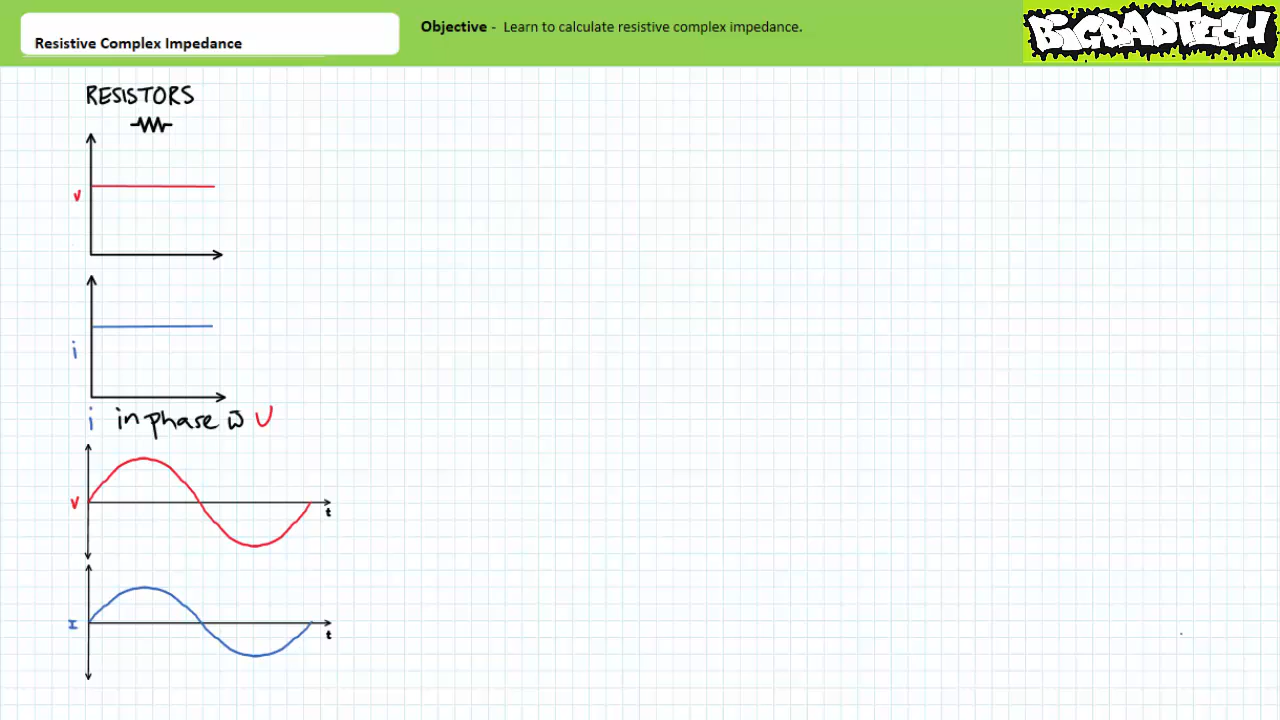 Resistive Complex Impedance
Objective - Learn to calculate resistive complex impedance.
BIGBADTECH
RESISTORS
v
i
i in phase w̄ v
V
t
I
t